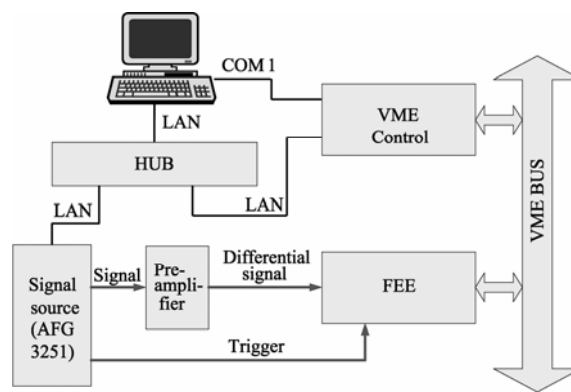 COM 1
LAN
VME
Control
HUB
LAN
LAN
VME BUS
Signal
source
(AFG
3251)
Signal
Pre-
amplifi-
fier
Differential
signal
FEE
Trigger